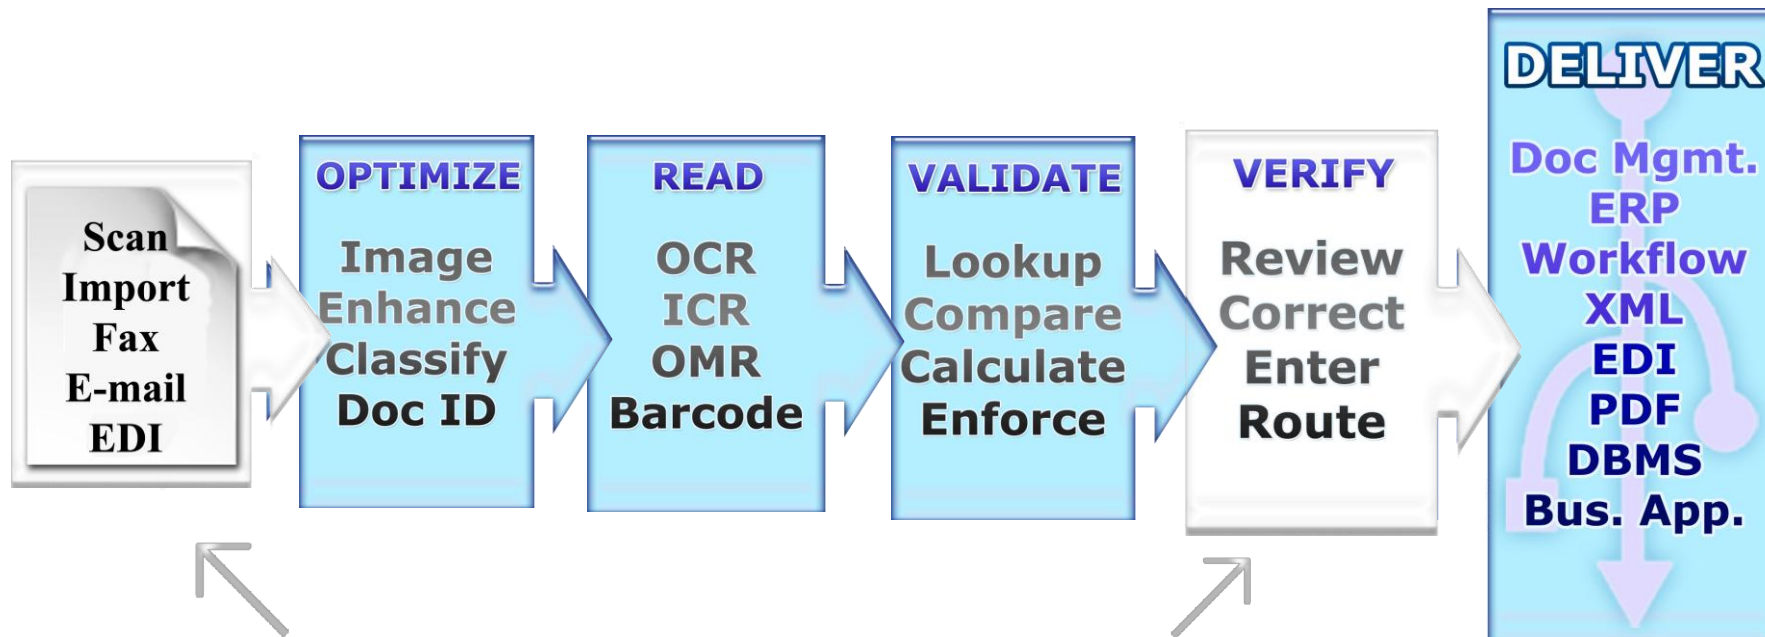 Scan
Import
Fax
E-mail
EDI
OPTIMIZE
Image
Enhance
Classify
Doc ID
READ
OCR
ICR
OMR
Barcode
VALIDATE
Lookup
Compare
Calculate
Enforce
VERIFY
Review
Correct
Enter
Route
DELIVER
Doc Mgmt.
ERP
Workflow
XML
EDI
PDF
DBMS
Bus. App.